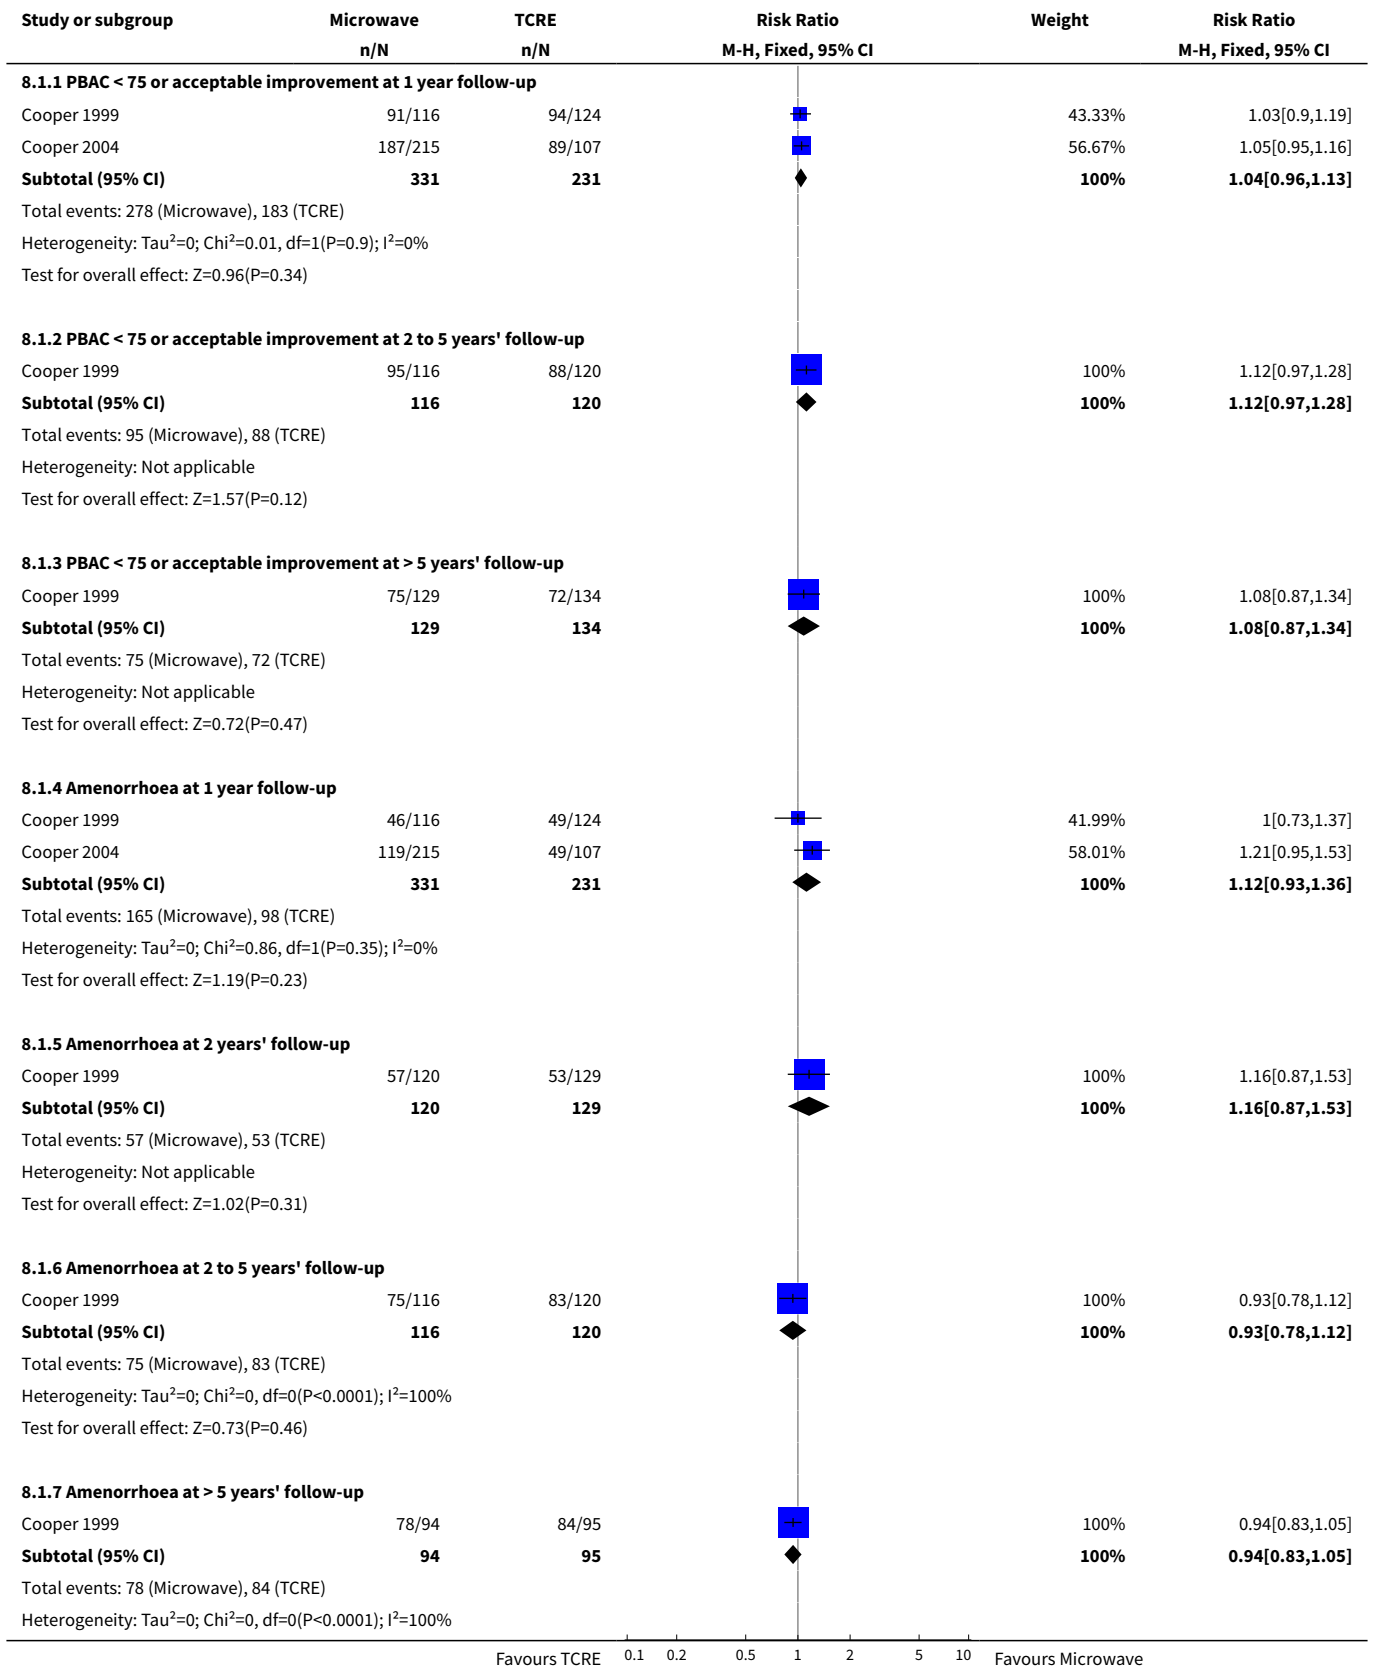 Study or subgroup Microwave TCRE Risk Ratio Weight Risk Ratio
n/N n/N M-H, Fixed, 95% CI M-H, Fixed, 95% CI
8.1.1 PBAC < 75 or acceptable improvement at 1 year follow-up
Cooper 1999 91/116 94/124 43.33% 1.03[0.9,1.19]
Cooper 2004 187/215 89/107 56.67% 1.05[0.95,1.16]
Subtotal (95% CI) 331 231 100% 1.04[0.96,1.13]
Total events: 278 (Microwave), 183 (TCRE)
Heterogeneity: Tau²=0; Chi²=0.01, df=1(P=0.9); I²=0%
Test for overall effect: Z=0.96(P=0.34)
8.1.2 PBAC < 75 or acceptable improvement at 2 to 5 years' follow-up
Cooper 1999 95/116 88/120 100% 1.12[0.97,1.28]
Subtotal (95% CI) 116 120 100% 1.12[0.97,1.28]
Total events: 95 (Microwave), 88 (TCRE)
Heterogeneity: Not applicable
Test for overall effect: Z=1.57(P=0.12)
8.1.3 PBAC < 75 or acceptable improvement at > 5 years' follow-up
Cooper 1999 75/129 72/134 100% 1.08[0.87,1.34]
Subtotal (95% CI) 129 134 100% 1.08[0.87,1.34]
Total events: 75 (Microwave), 72 (TCRE)
Heterogeneity: Not applicable
Test for overall effect: Z=0.72(P=0.47)
8.1.4 Amenorrhoea at 1 year follow-up
Cooper 1999 46/116 49/124 41.99% 1[0.73,1.37]
Cooper 2004 119/215 49/107 58.01% 1.21[0.95,1.53]
Subtotal (95% CI) 331 231 100% 1.12[0.93,1.36]
Total events: 165 (Microwave), 98 (TCRE)
Heterogeneity: Tau²=0; Chi²=0.86, df=1(P=0.35); I²=0%
Test for overall effect: Z=1.19(P=0.23)
8.1.5 Amenorrhoea at 2 years' follow-up
Cooper 1999 57/120 53/129 100% 1.16[0.87,1.53]
Subtotal (95% CI) 120 129 100% 1.16[0.87,1.53]
Total events: 57 (Microwave), 53 (TCRE)
Heterogeneity: Not applicable
Test for overall effect: Z=1.02(P=0.31)
8.1.6 Amenorrhoea at 2 to 5 years' follow-up
Cooper 1999 75/116 83/120 100% 0.93[0.78,1.12]
Subtotal (95% CI) 116 120 100% 0.93[0.78,1.12]
Total events: 75 (Microwave), 83 (TCRE)
Heterogeneity: Tau²=0; Chi²=0, df=0(P<0.0001); I²=100%
Test for overall effect: Z=0.73(P=0.46)
8.1.7 Amenorrhoea at > 5 years' follow-up
Cooper 1999 78/94 84/95 100% 0.94[0.83,1.05]
Subtotal (95% CI) 94 95 100% 0.94[0.83,1.05]
Total events: 78 (Microwave), 84 (TCRE)
Heterogeneity: Tau²=0; Chi²=0, df=0(P<0.0001); I²=100%
Favours TCRE 0.1 0.2 0.5 1 2 5 10 Favours Microwave